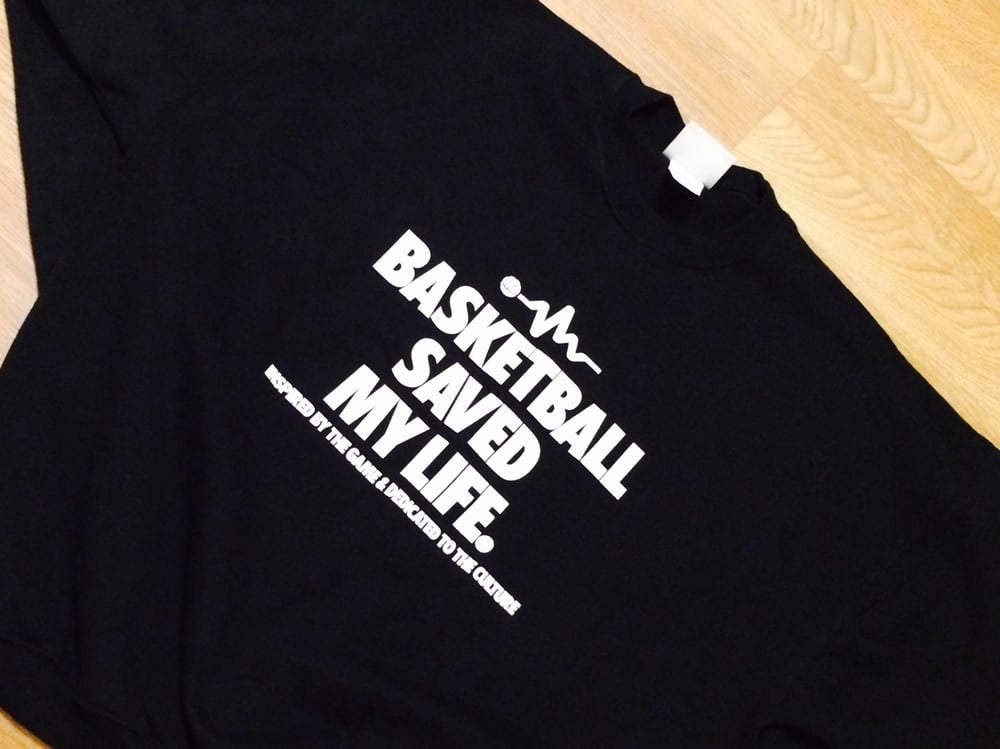 BASKETBALL
SAVED
MY LIFE.
INSPIRED BY THE GAME & DEDICATED TO THE CULTURE